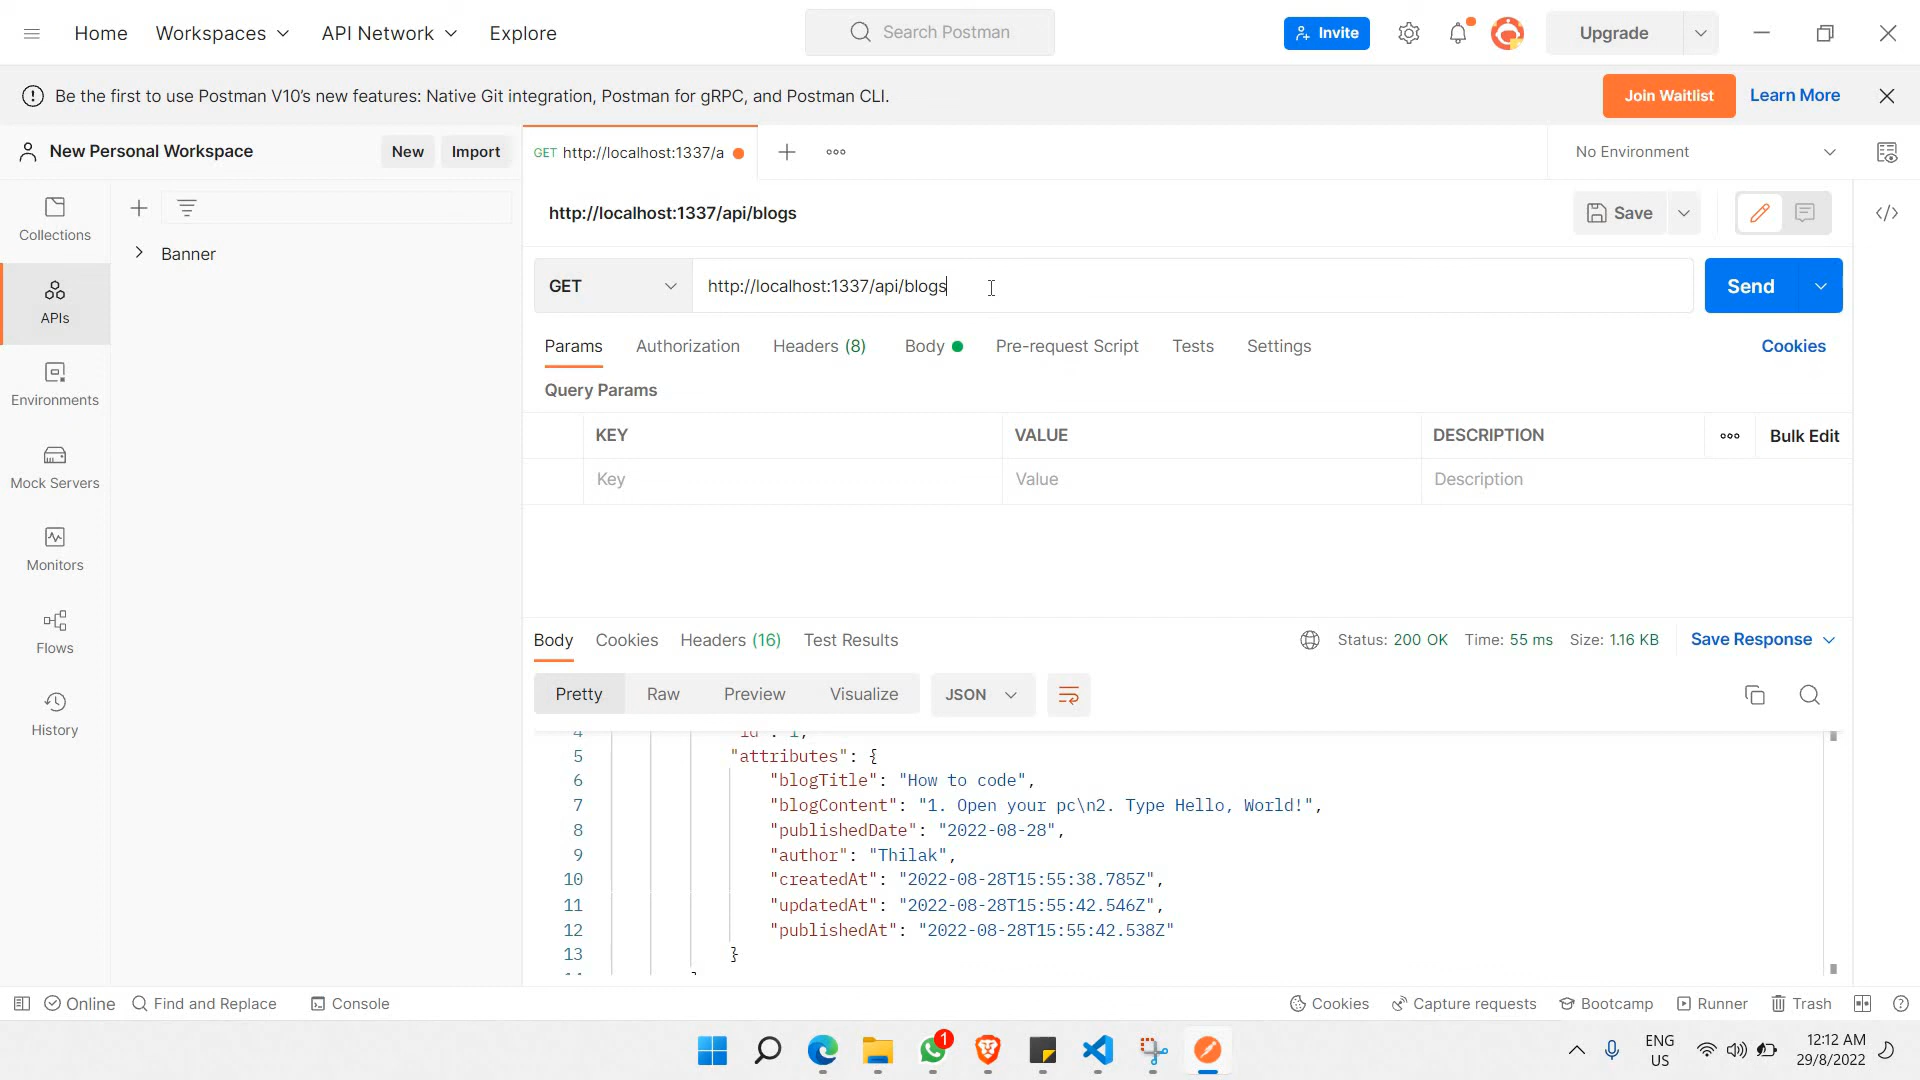 Home Workspaces API Network Explore Search Postman Invite Upgrade
Be the first to use Postman V10's new features: Native Git integration, Postman for gRPC, and Postman CLI. Join Waitlist Learn More
New Personal Workspace New Import GET http://localhost:1337/a No Environment
Collections
Banner
http://localhost:1337/api/blogs Save
GET http://localhost:1337/api/blogs Send
APIs
Params Authorization Headers (8) Body Pre-request Script Tests Settings Cookies
Environments
Query Params
KEY VALUE DESCRIPTION Bulk Edit
Key Value Description
Mock Servers
Monitors
Flows
History
Body Cookies Headers (16) Test Results Status: 200 OK Time: 55 ms Size: 1.16 KB Save Response
Pretty Raw Preview Visualize JSON
4 "id": 1,
5 "attributes": {
6 "blogTitle": "How to code",
7 "blogContent": "1. Open your pc\n2. Type Hello, World!",
8 "publishedDate": "2022-08-28",
9 "author": "Thilak",
10 "createdAt": "2022-08-28T15:55:38.785Z",
11 "updatedAt": "2022-08-28T15:55:42.546Z",
12 "publishedAt": "2022-08-28T15:55:42.538Z"
13 }
Online Find and Replace Console Cookies Capture requests Bootcamp Runner Trash
1
ENG
US
12:12 AM
29/8/2022